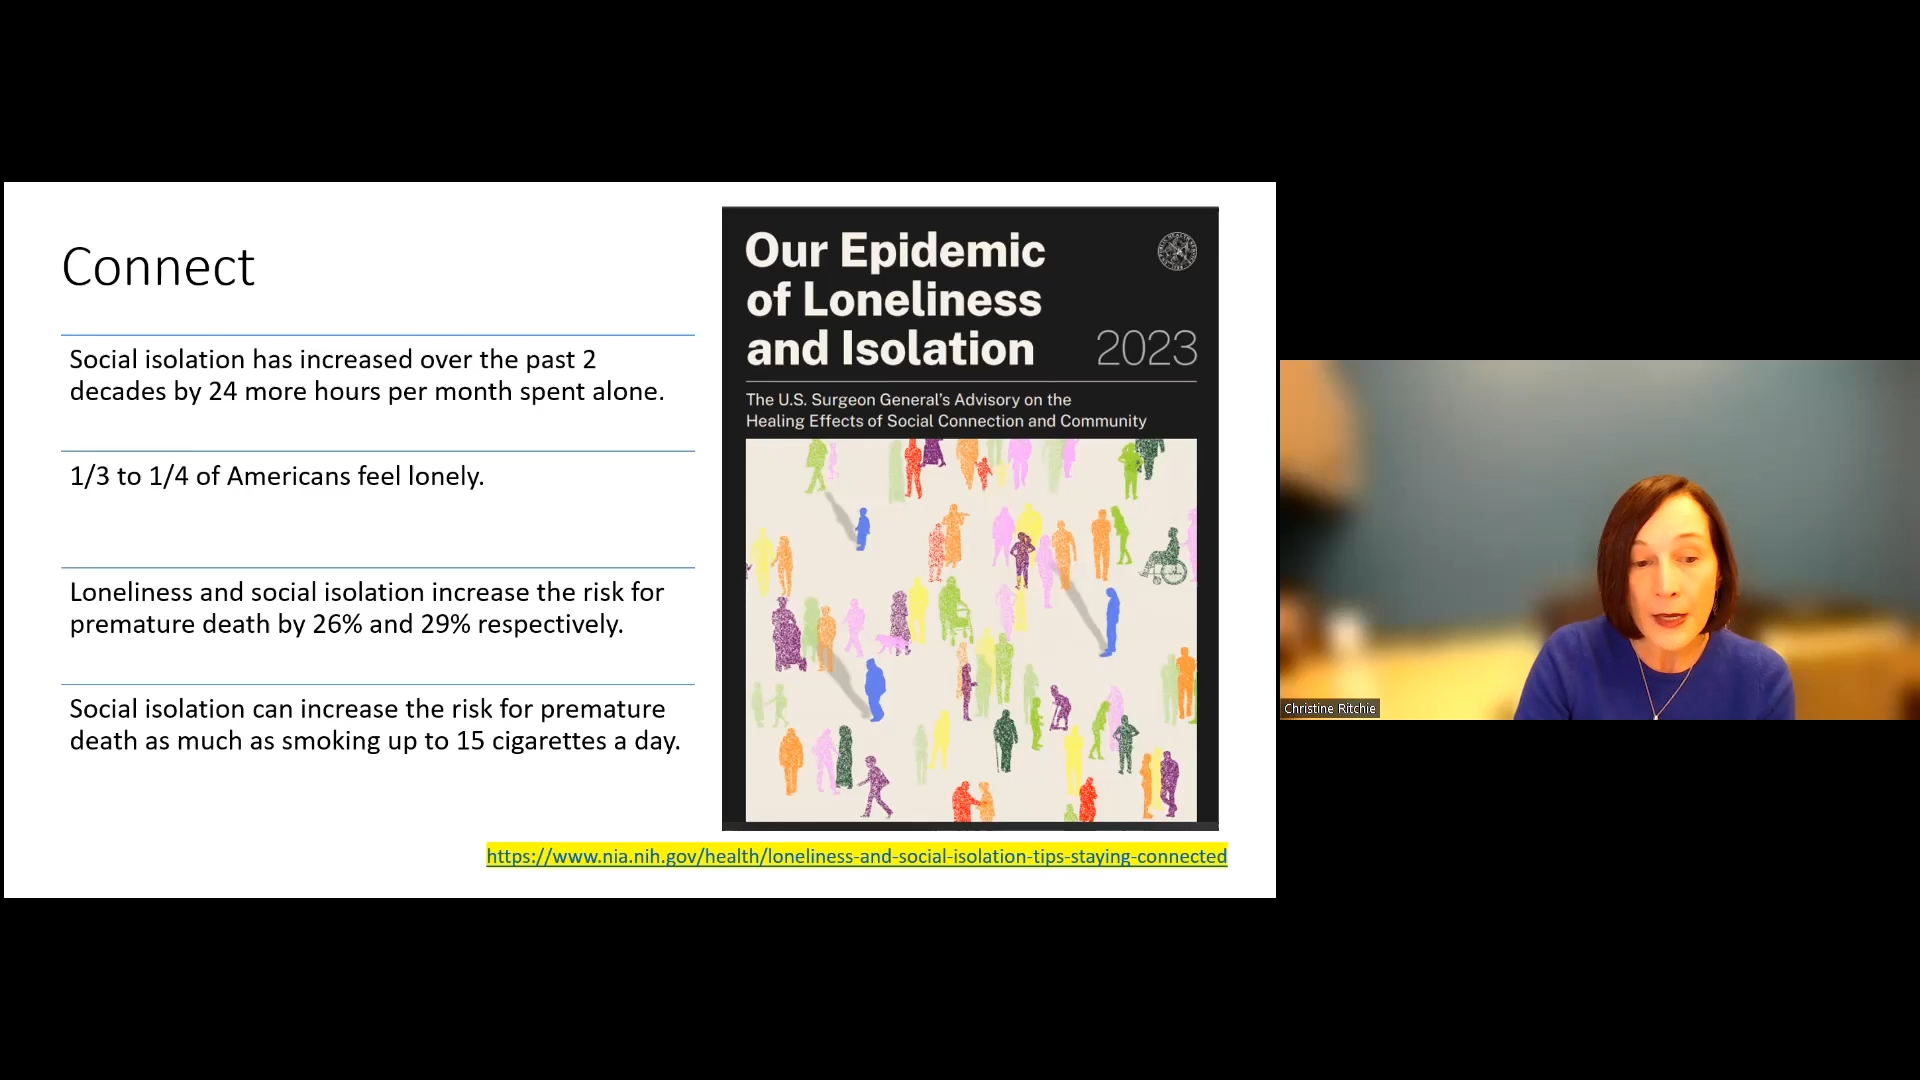 Connect
Social isolation has increased over the past 2
decades by 24 more hours per month spent alone.
1/3 to 1/4 of Americans feel lonely.
Loneliness and social isolation increase the risk for
premature death by 26% and 29% respectively.
Social isolation can increase the risk for premature
death as much as smoking up to 15 cigarettes a day.
Our Epidemic
of Loneliness
and Isolation 2023
The U.S. Surgeon General's Advisory on the
Healing Effects of Social Connection and Community
https://www.nia.nih.gov/health/loneliness-and-social-isolation-tips-staying-connected
Christine Ritchie